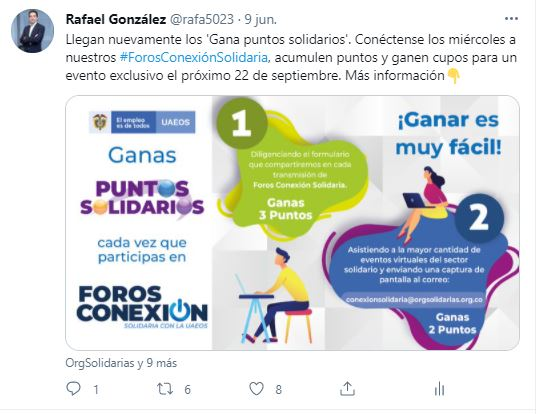 Rafael González @rafa5023 · 9 jun.
Llegan nuevamente los 'Gana puntos solidarios'. Conéctense los miércoles a
nuestros #ForosConexiónSolidaria, acumulen puntos y ganen cupos para un
evento exclusivo el próximo 22 de septiembre. Más información👇
El empleo
es de todos
UAEOS
Ganas
PUNTOS
SOLIDARIOS
cada vez que
participas en
FOROS
CONEXIÓN
SOLIDARIA CON LA UAEOS
1
Diligenciando el formulario
que compartiremos en cada
transmisión de
Foros Conexión Solidaria.
Ganas
3 Puntos
¡Ganar es
muy fácil!
2
Asistiendo a la mayor cantidad de
eventos virtuales del sector
solidario y enviando una captura de
pantalla al correo:
conexionsolidaria@orgsolidarias.org.co
Ganas
2 Puntos
OrgSolidarias y 9 más
1 6 8